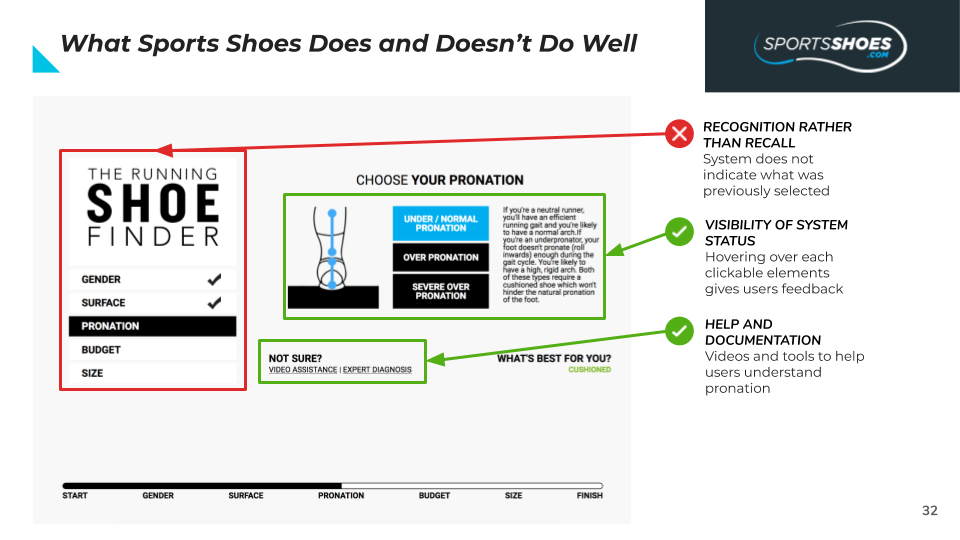 What Sports Shoes Does and Doesn't Do Well
SPORTSSHOES
.COM
THE RUNNING
SHOE
FINDER
GENDER
SURFACE
PRONATION
BUDGET
SIZE
CHOOSE YOUR PRONATION
UNDER / NORMAL
PRONATION
OVER PRONATION
SEVERE OVER
PRONATION
If you're a neutral runner,
you'll have an efficient
running gait and you're likely
to have a normal arch.If
you're an underpronator, your
foot doesn't pronate (roll
inwards) enough during the
gait cycle. You're likely to
have a high, rigid arch. Both
of these types require a
cushioned shoe which won't
hinder the natural pronation
of the foot.
NOT SURE?
VIDEO ASSISTANCE | EXPERT DIAGNOSIS
WHAT'S BEST FOR YOU?
CUSHIONED
START GENDER SURFACE PRONATION BUDGET SIZE FINISH
RECOGNITION RATHER
THAN RECALL
System does not
indicate what was
previously selected
VISIBILITY OF SYSTEM
STATUS
Hovering over each
clickable elements
gives users feedback
HELP AND
DOCUMENTATION
Videos and tools to help
users understand
pronation
32